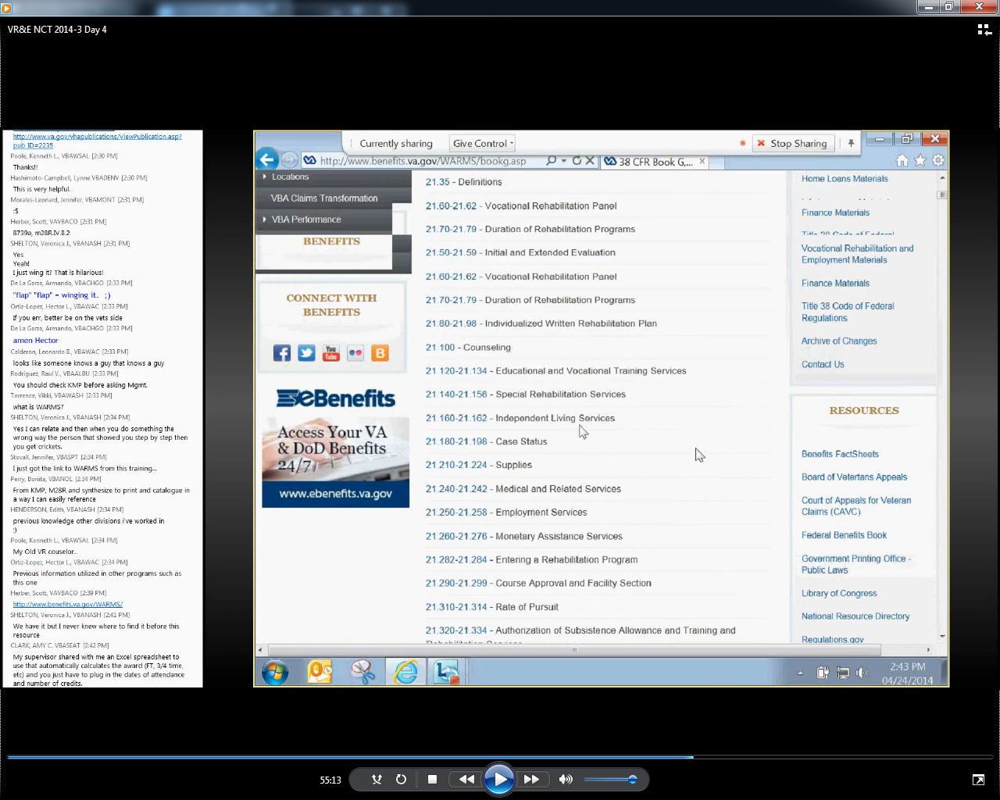 VR&E NCT 2014-3 Day 4
http://www.va.gov/vhapublications/ViewPublication.asp?
pub_ID=2235
Poole, Kenneth L., VBAWSAL [2:30 PM]
Thanks!!
Hashimoto-Campbell, Lynne VBADENV [2:30 PM]
This is very helpful.
Morales-Leonard, Jennifer, VBAMONT [2:31 PM]
:$
Herber, Scott, VAVBACO [2:31 PM]
8739a, m28R.IV.B.2
SHELTON, Veronica J., VBANASH [2:31 PM]
Yes
Yeah!
I just wing it? That is hilarious!
De La Garza, Armando, VBACHGO [2:33 PM]
"flap" "flap" - winging it. ;)
Ortiz-Lopez, Hector L., VBAWAC [2:33 PM]
If you err, better be on the vets side
De La Garza, Armando, VBACHGO [2:33 PM]
amen Hector
Calderon, Leonardo II., VBAWAC [2:33 PM]
looks like someone knows a guy that knows a guy
Rodriguez, Raul V., VBAALBU [2:33 PM]
You should check KMP before asking Mgmt.
Torrence, Vikki, VBAWASH [2:33 PM]
what is WARMS?
SHELTON, Veronica J., VBANASH [2:34 PM]
Yes I can relate and then when you do something the
wrong way the person that showed you step by step then
you get crickets.
Stovall, Jennifer, VBASPT [2:34 PM]
I just got the link to WARMS from this training...
Perry, Bonita, VBANOL [2:34 PM]
From KMP, M28R and synthesize to print and catalogue in
a way I can easily reference
HENDERSON, Edith, VBANASH [2:34 PM]
previous knowledge other divisions i've worked in
;)
Poole, Kenneth L., VBAWSAL [2:34 PM]
My Old VR couselor..
Ortiz-Lopez, Hector L., VBAWAC [2:34 PM]
Previous information utilized in other programs such as
this one
Herber, Scott, VAVBACO [2:39 PM]
http://www.benefits.va.gov/WARMS/
SHELTON, Veronica J., VBANASH [2:41 PM]
We have it but I never knew where to find it before this
resource
CLARK, AMY C. VBASEAT [2:42 PM]
My supervisor shared with me an Excel spreadsheet to
use that automatically calculates the award (FT, 3/4 time,
etc) and you just have to plug in the dates of attendance
and number of credits.
Currently sharing
Give Control
Stop Sharing
http://www.benefits.va.gov/WARMS/bookg.asp
38 CFR Book G,...
Locations
VBA Claims Transformation
VBA Performance
BENEFITS
CONNECT WITH
BENEFITS
You
Tube
eBenefits
Access Your VA
& DoD Benefits
24/7
www.ebenefits.va.gov
21.35 - Definitions
21.60-21.62 - Vocational Rehabilitation Panel
21.70-21.79 - Duration of Rehabilitation Programs
21.50-21.59 - Initial and Extended Evaluation
21.60-21.62 - Vocational Rehabilitation Panel
21.70-21.79 - Duration of Rehabilitation Programs
21.80-21.98 - Individualized Written Rehabilitation Plan
21.100 - Counseling
21.120-21.134 - Educational and Vocational Training Services
21.140-21.156 - Special Rehabilitation Services
21.160-21.162 - Independent Living Services
21.180-21.198 - Case Status
21.210-21.224 - Supplies
21.240-21.242 - Medical and Related Services
21.250-21.258 - Employment Services
21.260-21.276 - Monetary Assistance Services
21.282-21.284 - Entering a Rehabilitation Program
21.290-21.299 - Course Approval and Facility Section
21.310-21.314 - Rate of Pursuit
21.320-21.334 - Authorization of Subsistence Allowance and Training and
Home Loans Materials
Finance Materials
Title 38 Code of Federal
Vocational Rehabilitation and
Employment Materials
Finance Materials
Title 38 Code of Federal
Regulations
Archive of Changes
Contact Us
RESOURCES
Benefits FactSheets
Board of Vetertans Appeals
Court of Appeals for Veteran
Claims (CAVC)
Federal Benefits Book
Government Printing Office -
Public Laws
Library of Congress
National Resource Directory
Regulations.gov
2:43 PM
04/24/2014
55:13